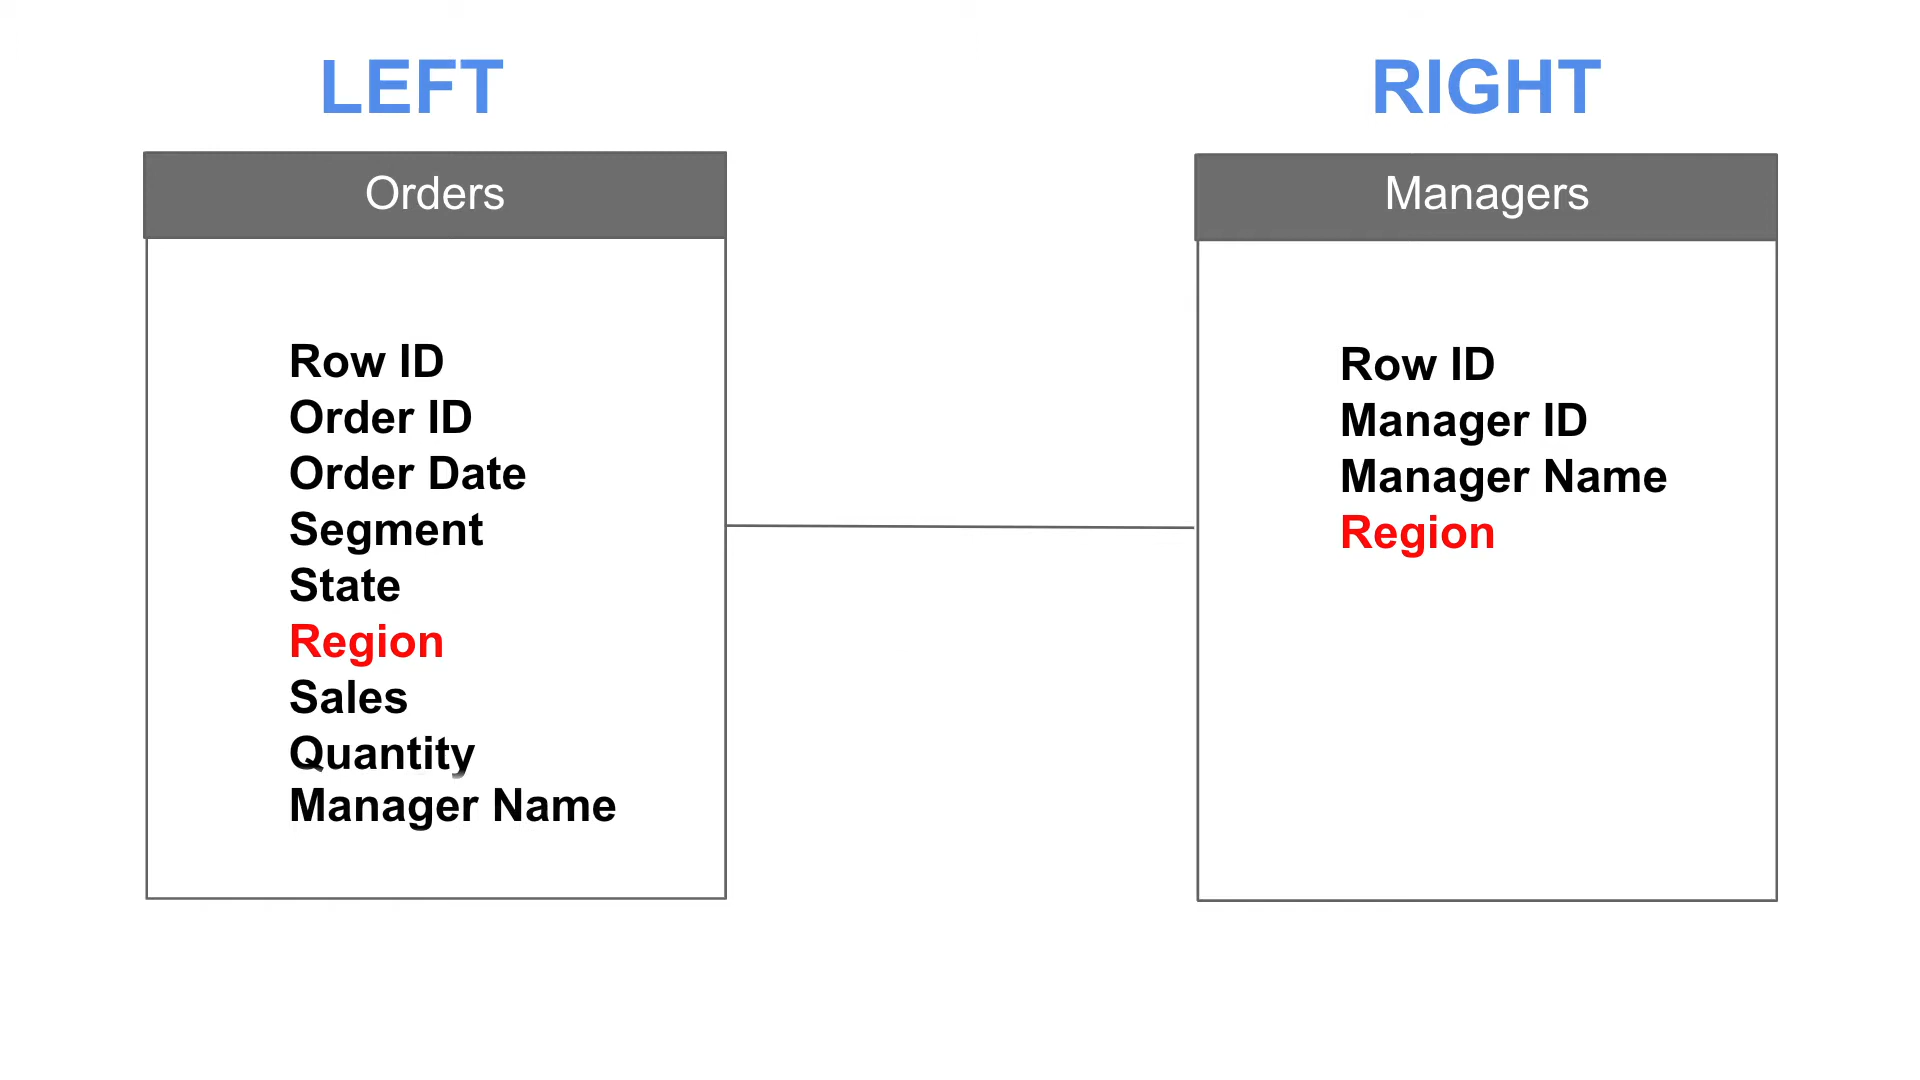 LEFT
Orders
Row ID
Order ID
Order Date
Segment
State
Region
Sales
Quantity
Manager Name
RIGHT
Managers
Row ID
Manager ID
Manager Name
Region